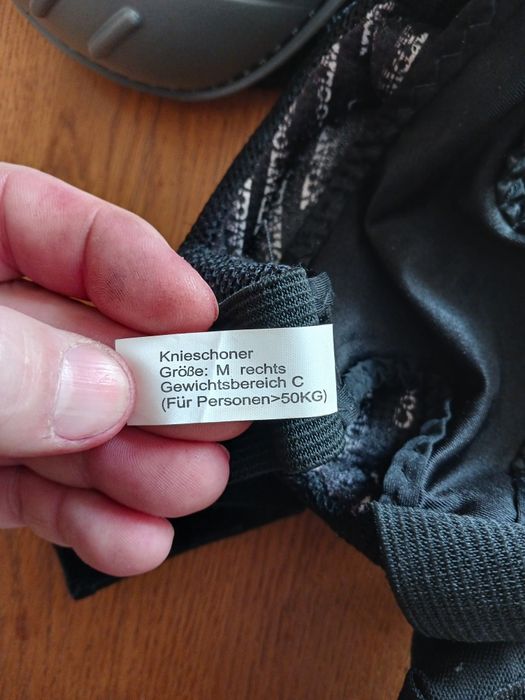 Knieschoner
Größe: M rechts
Gewichtsbereich C
(Für Personen>50KG)